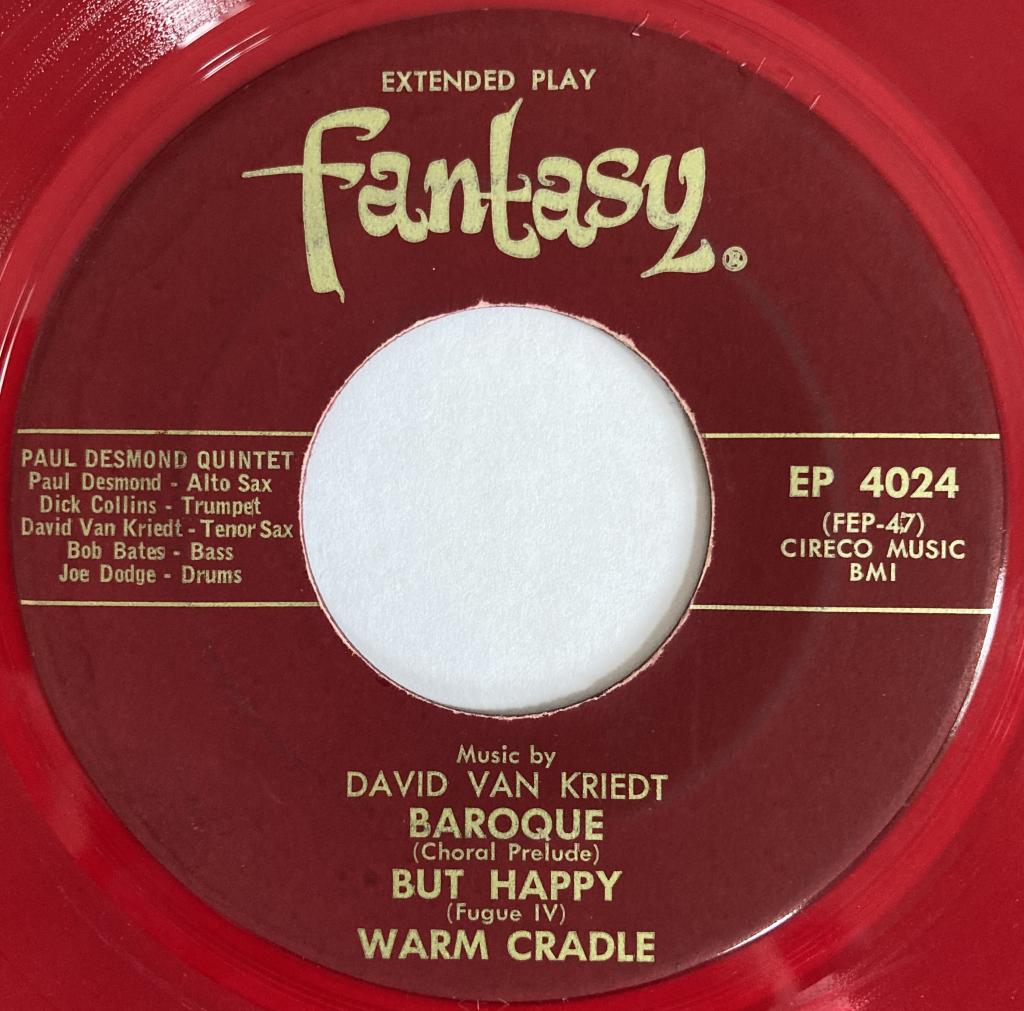 EXTENDED PLAY
fantasy®
PAUL DESMOND QUINTET
Paul Desmond - Alto Sax
Dick Collins - Trumpet
David Van Kriedt - Tenor Sax
Bob Bates - Bass
Joe Dodge - Drums
EP 4024
(FEP-47)
CIRECO MUSIC
BMI
Music by
DAVID VAN KRIEDT
BAROQUE
(Choral Prelude)
BUT HAPPY
(Fugue IV)
WARM CRADLE